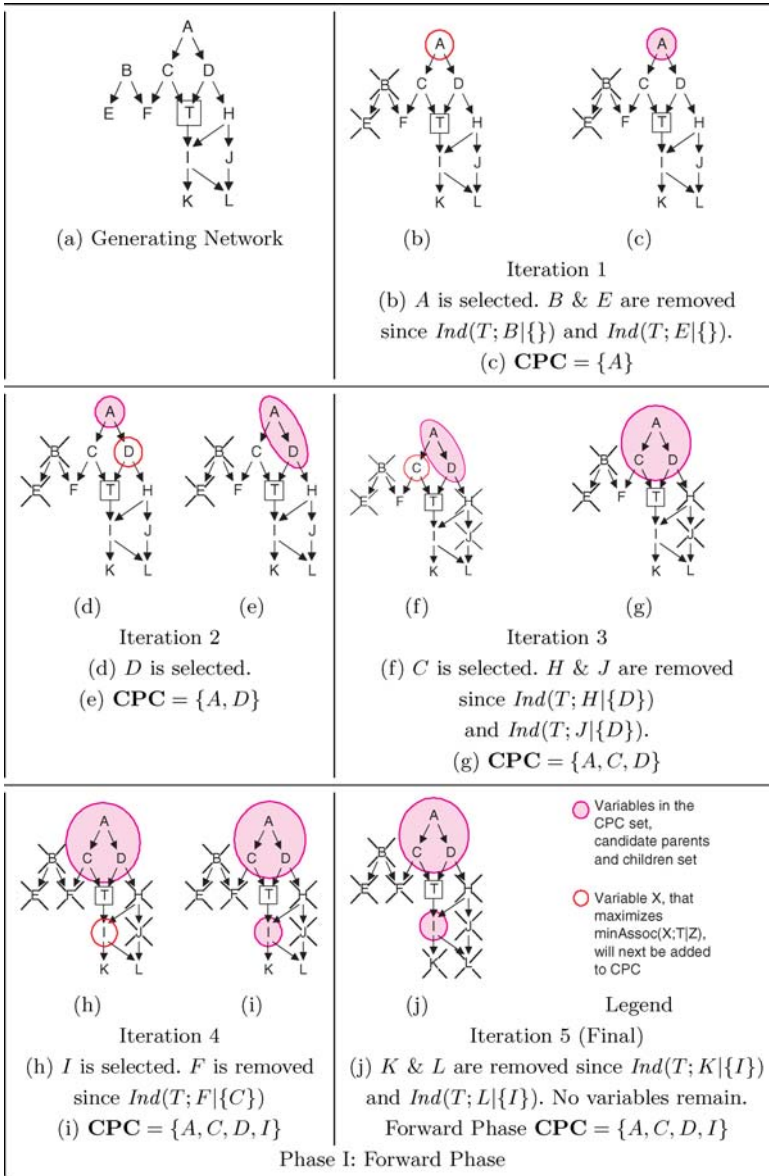 A
B C D
E F T H
I J
K L
(a) Generating Network
A
B C D
E F T H
I J
K L
(b)
A
B C D
E F T H
I J
K L
(c)
Iteration 1
(b) A is selected. B & E are removed
since Ind(T; B|{}) and Ind(T; E|{}).
(c) CPC = {A}
A
B C D
E F T H
I J
K L
(d)
A
B C D
E F T H
I J
K L
(e)
Iteration 2
(d) D is selected.
(e) CPC = {A, D}
A
B C D
E F T H
I J
K L
(f)
A
B C D
E F T H
I J
K L
(g)
Iteration 3
(f) C is selected. H & J are removed
since Ind(T; H|{D})
and Ind(T; J|{D}).
(g) CPC = {A, C, D}
A
B C D
E F T H
I J
K L
(h)
A
B C D
E F T H
I J
K L
(i)
Iteration 4
(h) I is selected. F is removed
since Ind(T; F|{C})
(i) CPC = {A, C, D, I}
A
B C D
E F T H
I J
K L
(j)
Variables in the
CPC set,
candidate parents
and children set
Variable X, that
maximizes
minAssoc(X;T|Z),
will next be added
to CPC
Legend
Iteration 5 (Final)
(j) K & L are removed since Ind(T; K|{I})
and Ind(T; L|{I}). No variables remain.
Forward Phase CPC = {A, C, D, I}
Phase I: Forward Phase